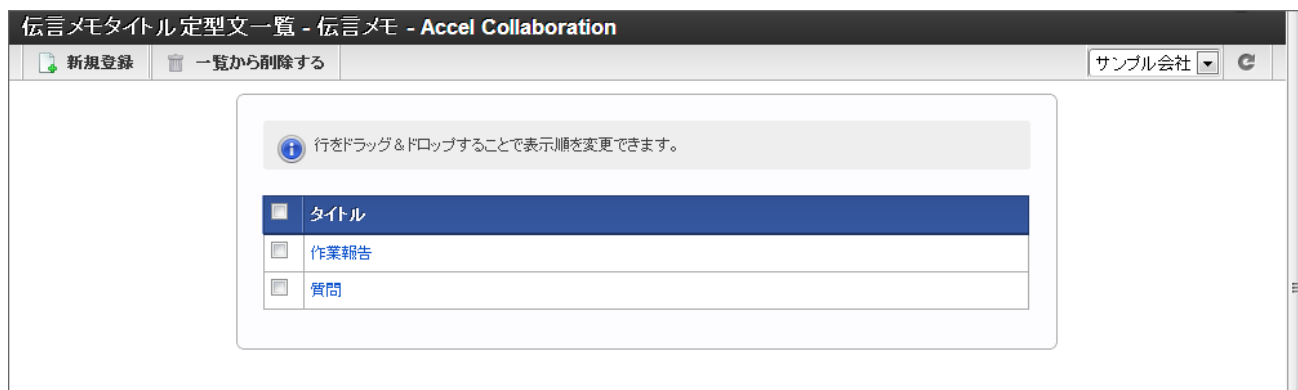 伝言メモタイトル定型文一覧 - 伝言メモ - Accel Collaboration
新規登録 一覧から削除する サンプル会社
行をドラッグ&ドロップすることで表示順を変更できます。
タイトル
作業報告
質問